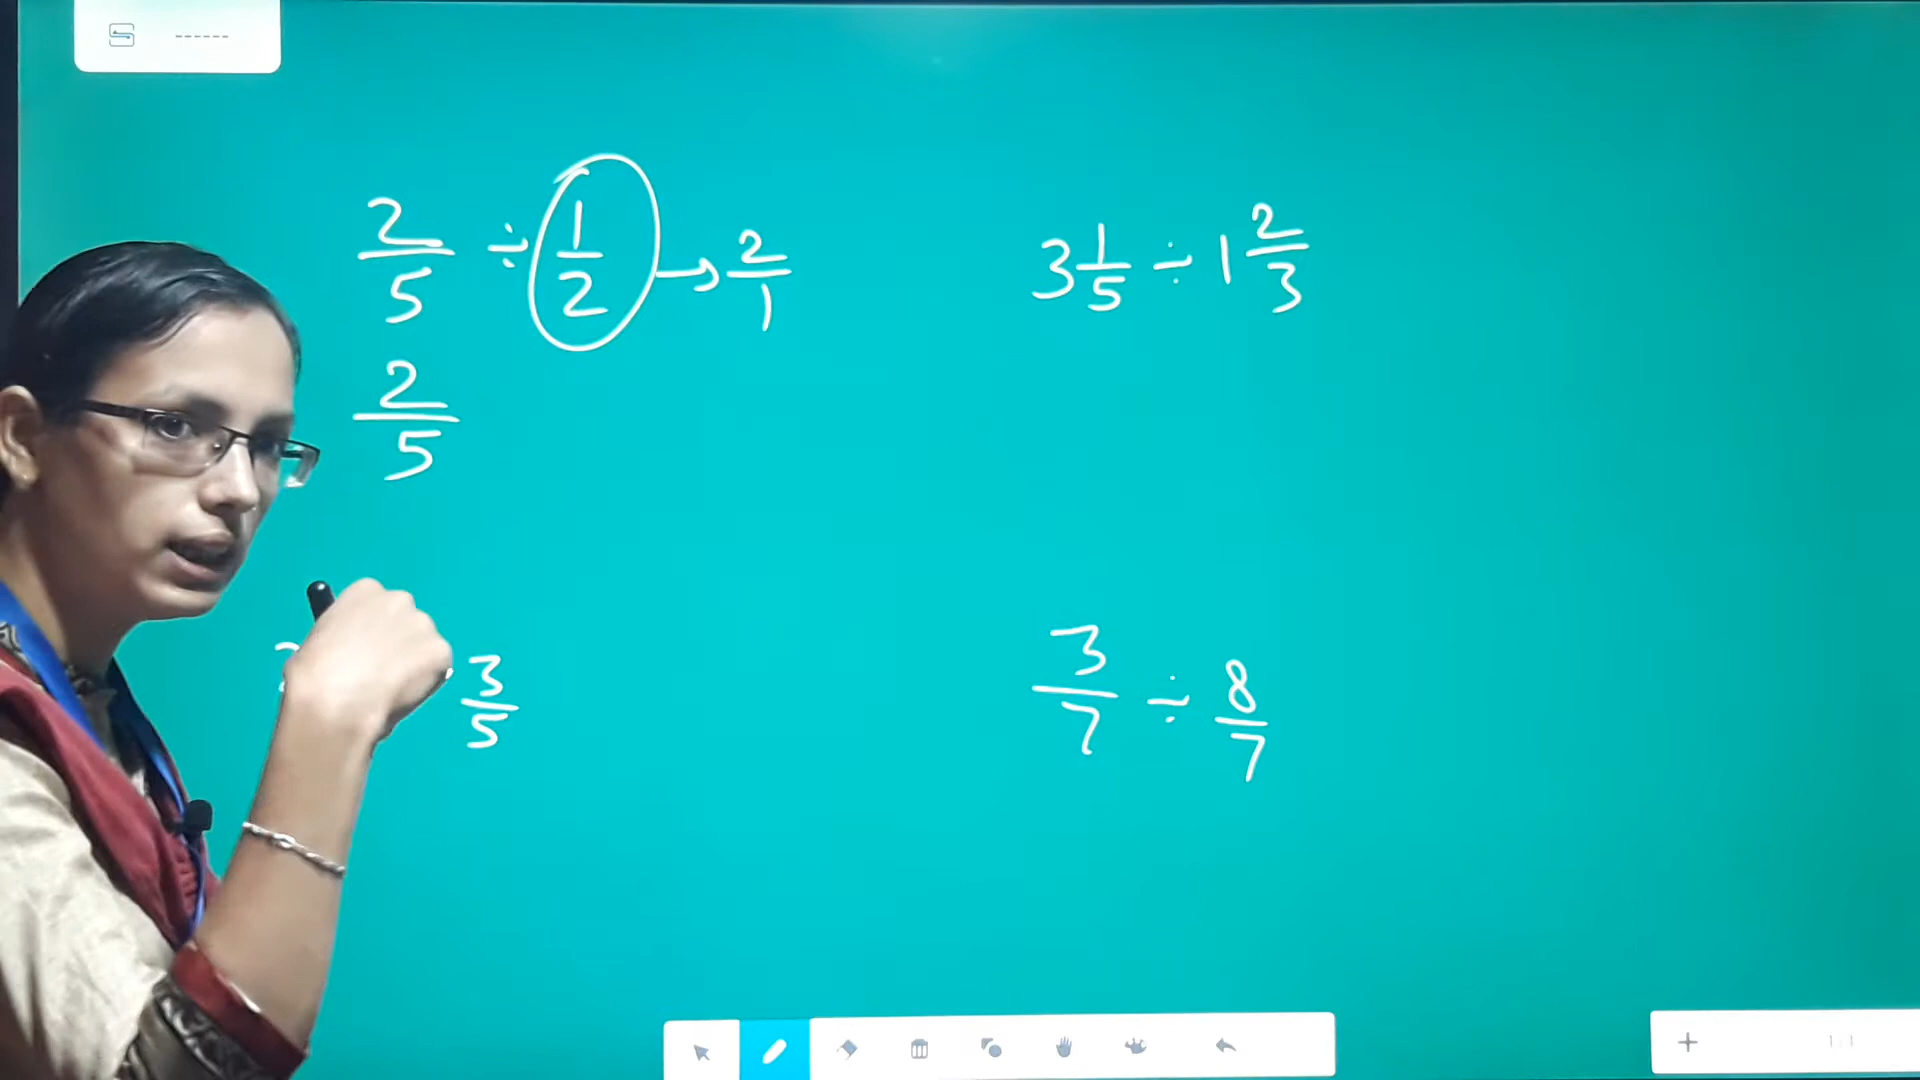 2/5 ÷ 1/2 → 2/1
2/5
3 1/5 ÷ 1 2/3
3/5
3/7 ÷ 8/7